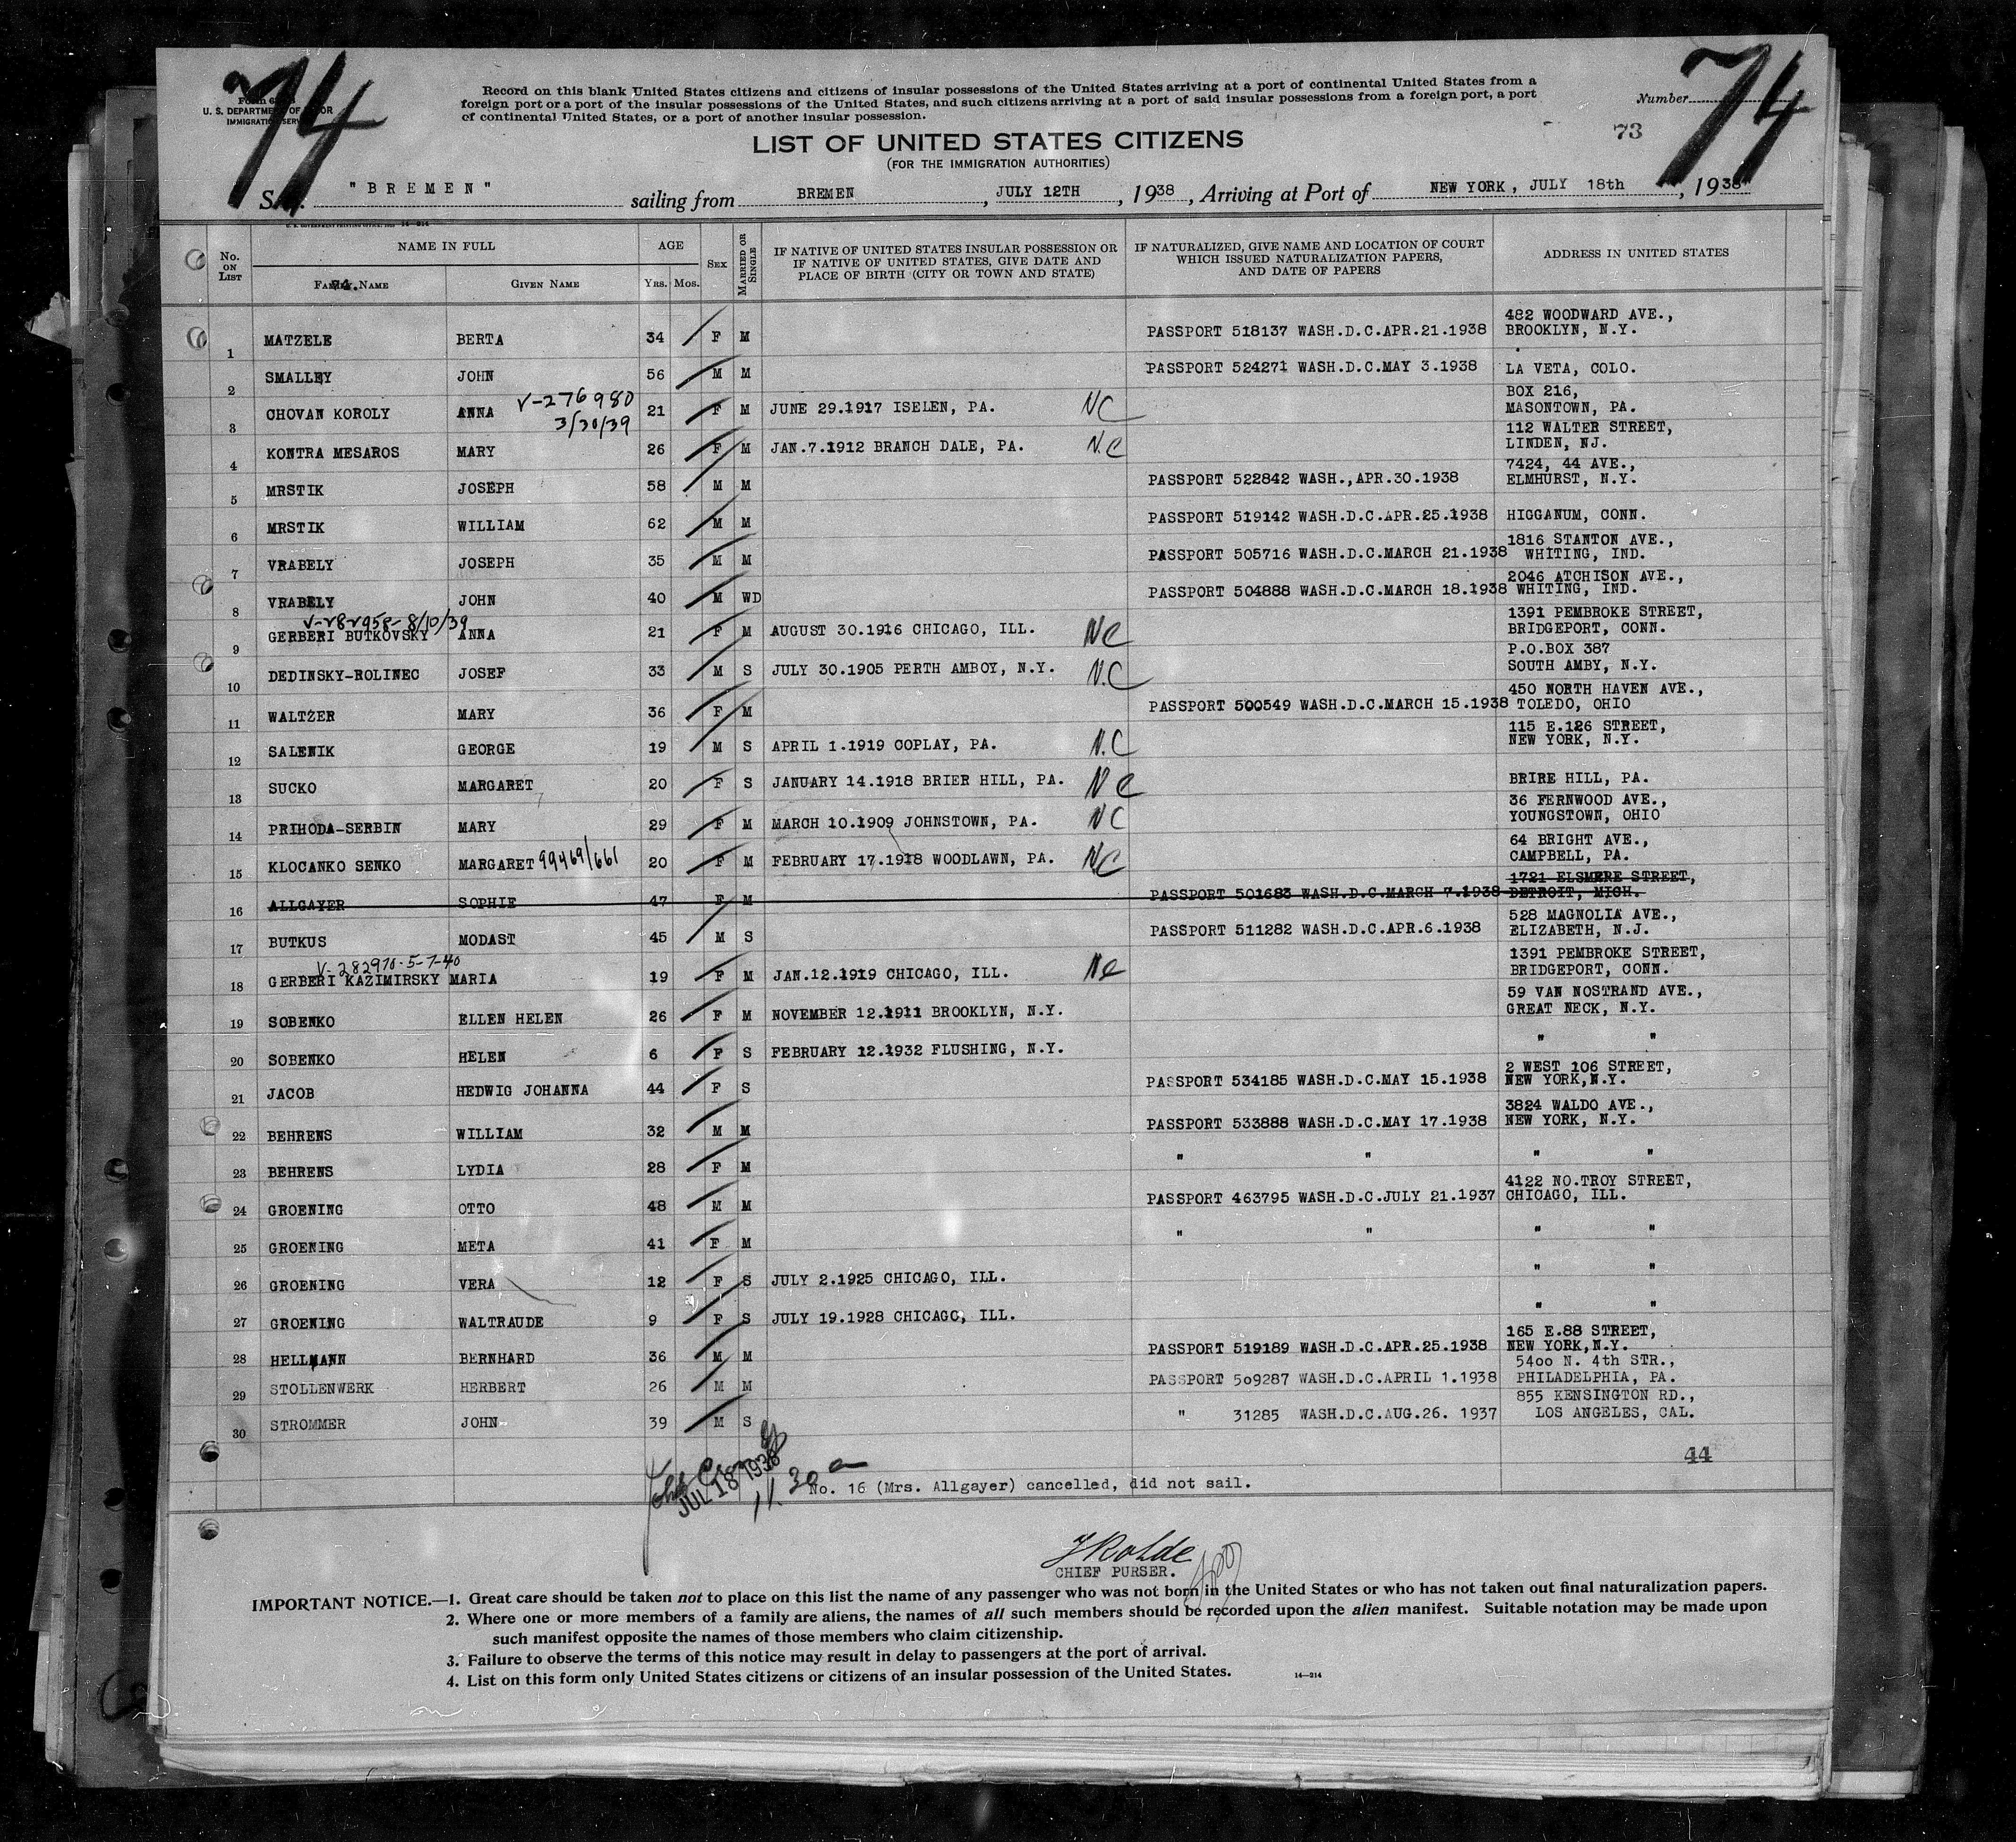 74
74
Record on this blank United States citizens and citizens of insular possessions of the United States arriving at a port of continental United States from a
foreign port or a port of the insular possessions of the United States, and such citizens arriving at a port of said insular possessions from a foreign port, a port
of continental United States, or a port of another insular possession.
U. S. DEPARTMENT OF LABOR
Number
73
LIST OF UNITED STATES CITIZENS
(FOR THE IMMIGRATION AUTHORITIES)
S. S. "BREMEN" sailing from BREMEN, JULY 12TH, 1938, Arriving at Port of NEW YORK, JULY 18th, 1938
No. on List NAME IN FULL AGE Sex Married or Single IF NATIVE OF UNITED STATES INSULAR POSSESSION OR IF NATIVE OF UNITED STATES, GIVE DATE AND PLACE OF BIRTH (CITY OR TOWN AND STATE) IF NATURALIZED, GIVE NAME AND LOCATION OF COURT WHICH ISSUED NATURALIZATION PAPERS, AND DATE OF PAPERS ADDRESS IN UNITED STATES
Family Name 74. Given Name Yrs. Mos.
1 MATZELE BERTA 34 F M PASSPORT 518137 WASH.D.C.APR.21.1938 482 WOODWARD AVE., BROOKLYN, N.Y.
2 SMALLEY JOHN 56 M M PASSPORT 524271 WASH.D.C.MAY 3.1938 LA VETA, COLO.
3 CHOVAN KOROLY ANNA V-276980 3/30/39 21 F M JUNE 29.1917 ISELEN, PA. NC BOX 216, MASONTOWN, PA.
4 KONTRA MESAROS MARY 26 F M JAN.7.1912 BRANCH DALE, PA. N.C 112 WALTER STREET, LINDEN, NJ.
5 MRSTIK JOSEPH 58 M M PASSPORT 522842 WASH.,APR.30.1938 7424, 44 AVE., ELMHURST, N.Y.
6 MRSTIK WILLIAM 62 M M PASSPORT 519142 WASH.D.C.APR.25.1938 HIGGANUM, CONN.
7 VRABELY JOSEPH 35 M M PASSPORT 505716 WASH.D.C.MARCH 21.1938 1816 STANTON AVE., WHITING, IND.
8 VRABELY JOHN 40 M WD PASSPORT 504888 WASH.D.C.MARCH 18.1938 2046 ATCHISON AVE., WHITING, IND.
V-282958-8/10/39
9 GERBERI BUTKOVSKY ANNA 21 F M AUGUST 30.1916 CHICAGO, ILL. NC 1391 PEMBROKE STREET, BRIDGEPORT, CONN.
10 DEDINSKY-ROLINEC JOSEF 33 M S JULY 30.1905 PERTH AMBOY, N.Y. N.C P.O.BOX 387 SOUTH AMBY, N.Y.
11 WALTZER MARY 36 F M PASSPORT 500549 WASH.D.C.MARCH 15.1938 450 NORTH HAVEN AVE., TOLEDO, OHIO
12 SALENIK GEORGE 19 M S APRIL 1.1919 COPLAY, PA. N.C 115 E.126 STREET, NEW YORK, N.Y.
13 SUCKO MARGARET 20 F S JANUARY 14.1918 BRIER HILL, PA. NC BRIRE HILL, PA.
14 PRIHODA-SERBIN MARY 29 F M MARCH 10.1909 JOHNSTOWN, PA. NC 36 FERNWOOD AVE., YOUNGSTOWN, OHIO
15 KLOCANKO SENKO MARGARET 99469/661 20 F M FEBRUARY 17.1918 WOODLAWN, PA. NC 64 BRIGHT AVE., CAMPBELL, PA.
16 ALLGAYER SOPHIE 47 F M PASSPORT 501683 WASH.D.C.MARCH 7.1938 1721 ELSMERE STREET, DETROIT, MICH.
17 BUTKUS MODAST 45 M S PASSPORT 511282 WASH.D.C.APR.6.1938 528 MAGNOLIA AVE., ELIZABETH, N.J.
V-282970-5-7-40
18 GERBERI KAZIMIRSKY MARIA 19 F M JAN.12.1919 CHICAGO, ILL. NC 1391 PEMBROKE STREET, BRIDGEPORT, CONN.
19 SOBENKO ELLEN HELEN 26 F M NOVEMBER 12.1911 BROOKLYN, N.Y. 59 VAN NOSTRAND AVE., GREAT NECK, N.Y.
20 SOBENKO HELEN 6 F S FEBRUARY 12.1932 FLUSHING, N.Y. " "
21 JACOB HEDWIG JOHANNA 44 F S PASSPORT 534185 WASH.D.C.MAY 15.1938 2 WEST 106 STREET, NEW YORK,N.Y.
22 BEHRENS WILLIAM 32 M M PASSPORT 533888 WASH.D.C.MAY 17.1938 3824 WALDO AVE., NEW YORK, N.Y.
23 BEHRENS LYDIA 28 F M " " " "
24 GROENING OTTO 48 M M PASSPORT 463795 WASH.D.C.JULY 21.1937 4122 NO.TROY STREET, CHICAGO, ILL.
25 GROENING META 41 F M " " " "
26 GROENING VERA 12 F S JULY 2.1925 CHICAGO, ILL. " "
27 GROENING WALTRAUDE 9 F S JULY 19.1928 CHICAGO, ILL. " "
28 HELLMANN BERNHARD 36 M M PASSPORT 519189 WASH.D.C.APR.25.1938 165 E.88 STREET, NEW YORK,N.Y.
29 STOLLENWERK HERBERT 26 M M PASSPORT 509287 WASH.D.C.APRIL 1.1938 5400 N. 4th STR., PHILADELPHIA, PA.
30 STROMMER JOHN 39 M S " 31285 WASH.D.C.AUG.26. 1937 855 KENSINGTON RD., LOS ANGELES, CAL.
44
JUL 18 1938
11.30 a
No. 16 (Mrs. Allgayer) cancelled, did not sail.
CHIEF PURSER.
IMPORTANT NOTICE.—1. Great care should be taken not to place on this list the name of any passenger who was not born in the United States or who has not taken out final naturalization papers.
2. Where one or more members of a family are aliens, the names of all such members should be recorded upon the alien manifest. Suitable notation may be made upon
such manifest opposite the names of those members who claim citizenship.
3. Failure to observe the terms of this notice may result in delay to passengers at the port of arrival.
4. List on this form only United States citizens or citizens of an insular possession of the United States.
14—214